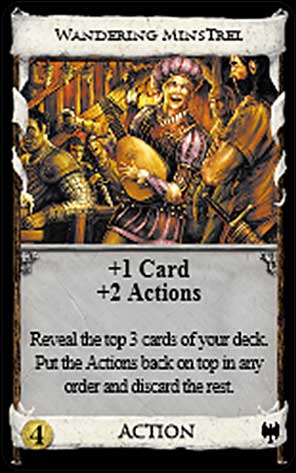 WANDERING MINSTREL
+1 Card
+2 Actions
Reveal the top 3 cards of your deck.
Put the Actions back on top in any
order and discard the rest.
4 ACTION